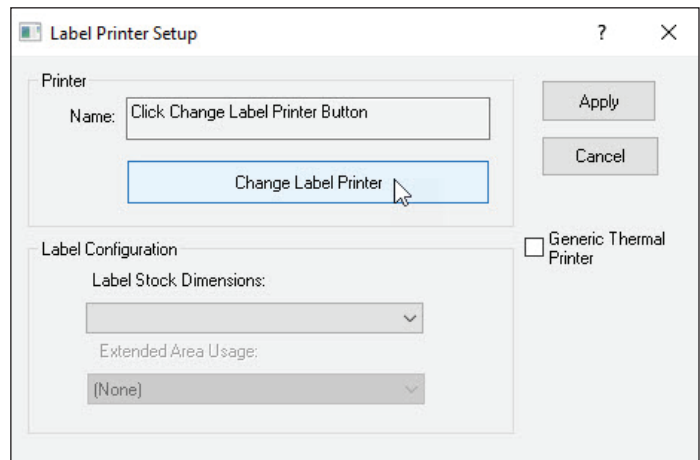 Label Printer Setup
?
Printer
Name: Click Change Label Printer Button
Change Label Printer
Apply
Cancel
Generic Thermal
Printer
Label Configuration
Label Stock Dimensions:
Extended Area Usage:
(None)